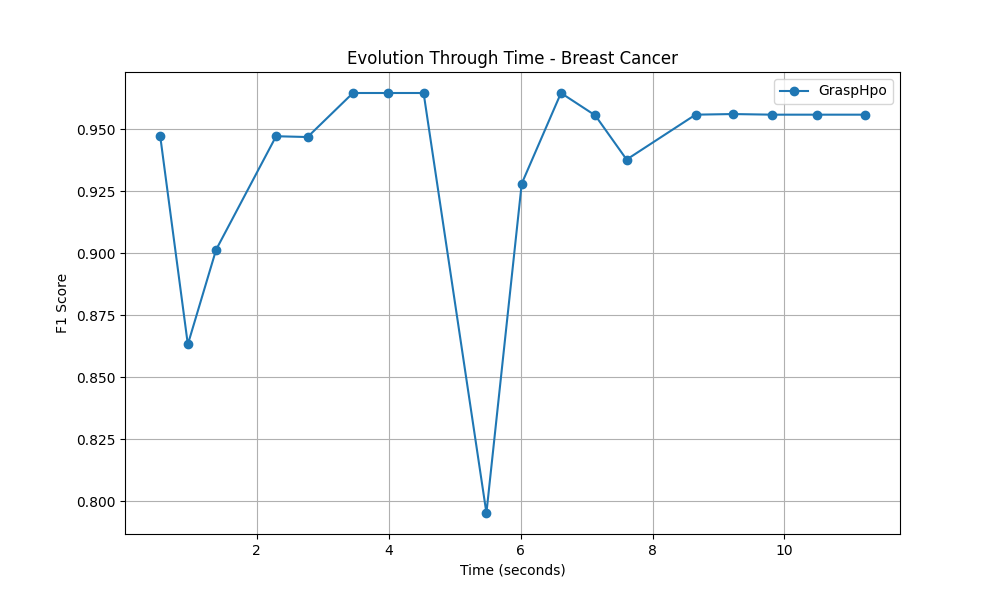 Evolution Through Time - Breast Cancer
GraspHpo
F1 Score
0.950
0.925
0.900
0.875
0.850
0.825
0.800
2 4 6 8 10
Time (seconds)